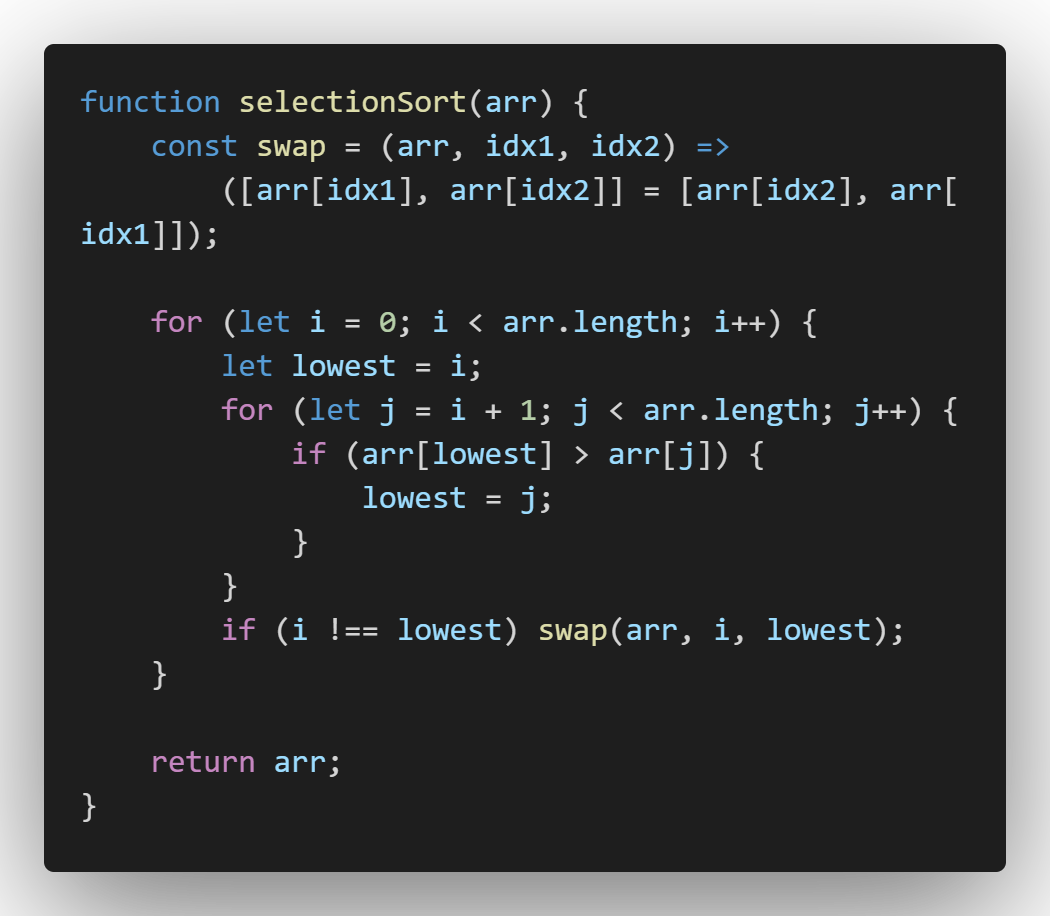 function selectionSort(arr) {
    const swap = (arr, idx1, idx2) =>
        ([arr[idx1], arr[idx2]] = [arr[idx2], arr[
idx1]]);

    for (let i = 0; i < arr.length; i++) {
        let lowest = i;
        for (let j = i + 1; j < arr.length; j++) {
            if (arr[lowest] > arr[j]) {
                lowest = j;
            }
        }
        if (i !== lowest) swap(arr, i, lowest);
    }

    return arr;
}